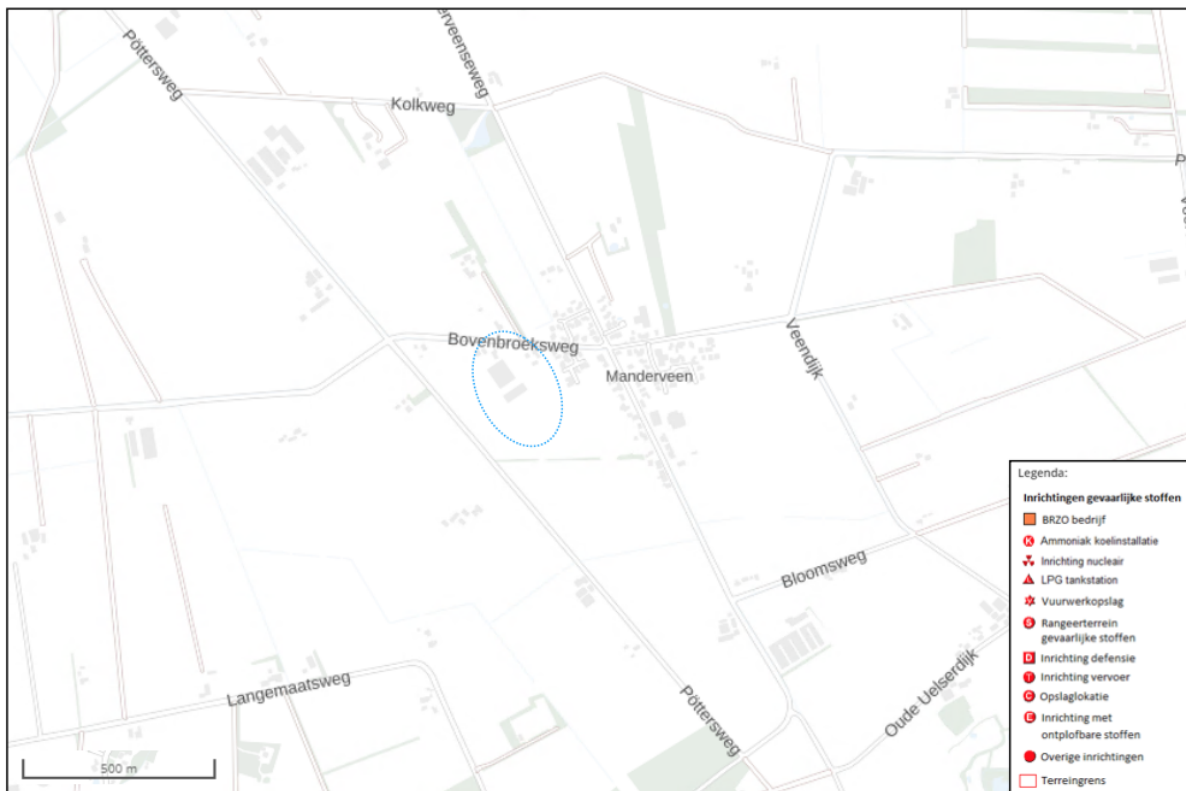 erveenseweg
Pöttersweg
Kolkweg
Bovenbroeksweg
Manderveen
Veendijk
Bloomsweg
Oude Uelserdijk
Langemaatsweg
Pöttersweg
500 m
Legenda:
Inrichtingen gevaarlijke stoffen
BRZO bedrijf
K Ammoniak koelinstallatie
Inrichting nucleair
LPG tankstation
Vuurwerkopslag
S Rangeerterrein
gevaarlijke stoffen
D Inrichting defensie
T Inrichting vervoer
C Opslaglokatie
E Inrichting met
ontplofbare stoffen
Overige inrichtingen
Terreingrens